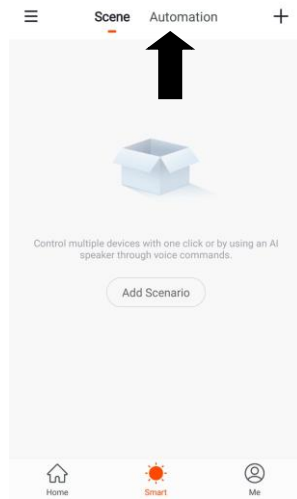 Scene Automation
Control multiple devices with one click or by using an AI
speaker through voice commands.
Add Scenario
Home Smart Me